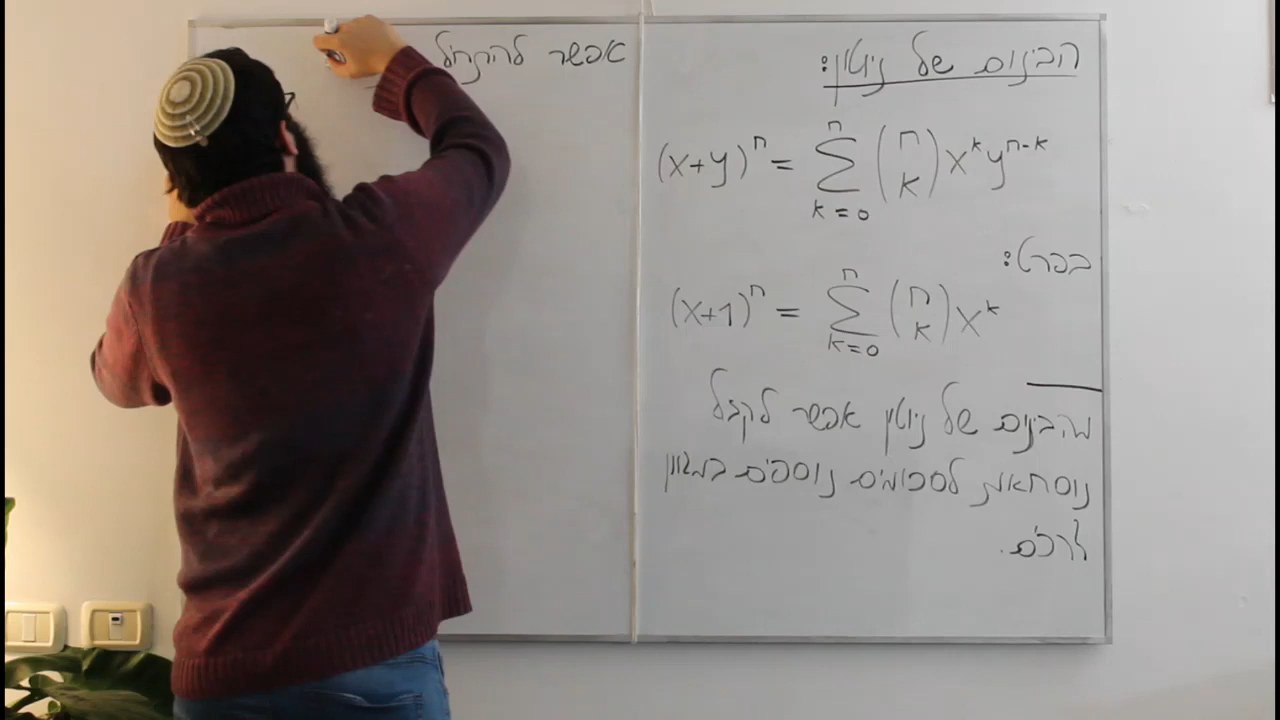 הבינום של ניוטון:
(x+y)^n = \sum_{k=0}^{n} \binom{n}{k} x^k y^{n-k}
בפרט:
(x+1)^n = \sum_{k=0}^{n} \binom{n}{k} x^k
מהבינום של ניוטון אפשר לקבל
נוסחאות לסכומים נוספים במגוון
דרכים.
אפשר להתחיל